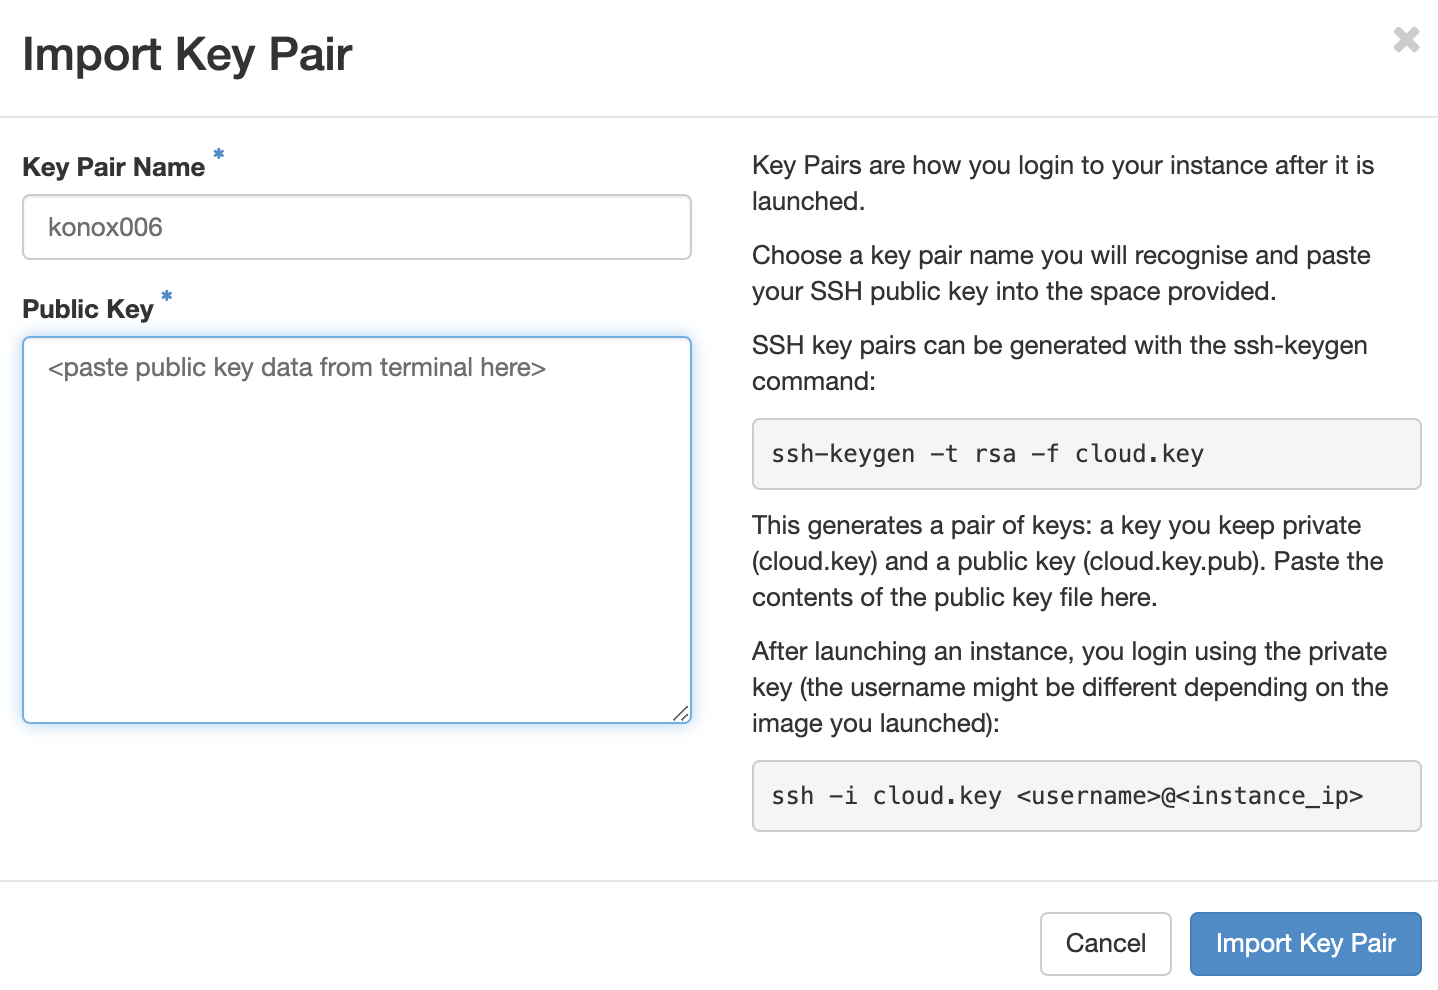 Import Key Pair
Key Pair Name *
konox006
Public Key *
<paste public key data from terminal here>
Key Pairs are how you login to your instance after it is
launched.
Choose a key pair name you will recognise and paste
your SSH public key into the space provided.
SSH key pairs can be generated with the ssh-keygen
command:
ssh-keygen -t rsa -f cloud.key
This generates a pair of keys: a key you keep private
(cloud.key) and a public key (cloud.key.pub). Paste the
contents of the public key file here.
After launching an instance, you login using the private
key (the username might be different depending on the
image you launched):
ssh -i cloud.key <username>@<instance_ip>
Cancel
Import Key Pair